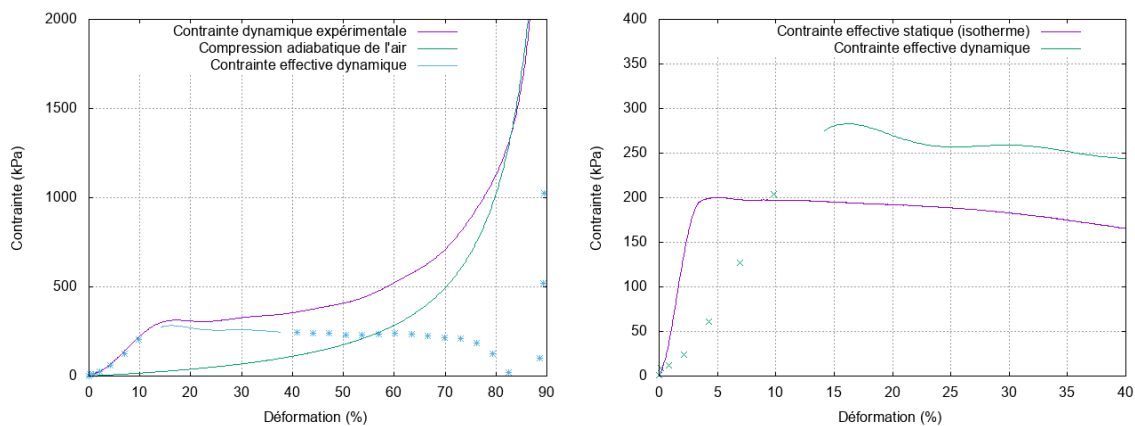 Contrainte dynamique expérimentale
Compression adiabatique de l'air
Contrainte effective dynamique
Contrainte (kPa)
2000
1500
1000
500
0
0 10 20 30 40 50 60 70 80 90
Déformation (%)
Contrainte effective statique (isotherme)
Contrainte effective dynamique
Contrainte (kPa)
400
350
300
250
200
150
100
50
0
0 5 10 15 20 25 30 35 40
Déformation (%)